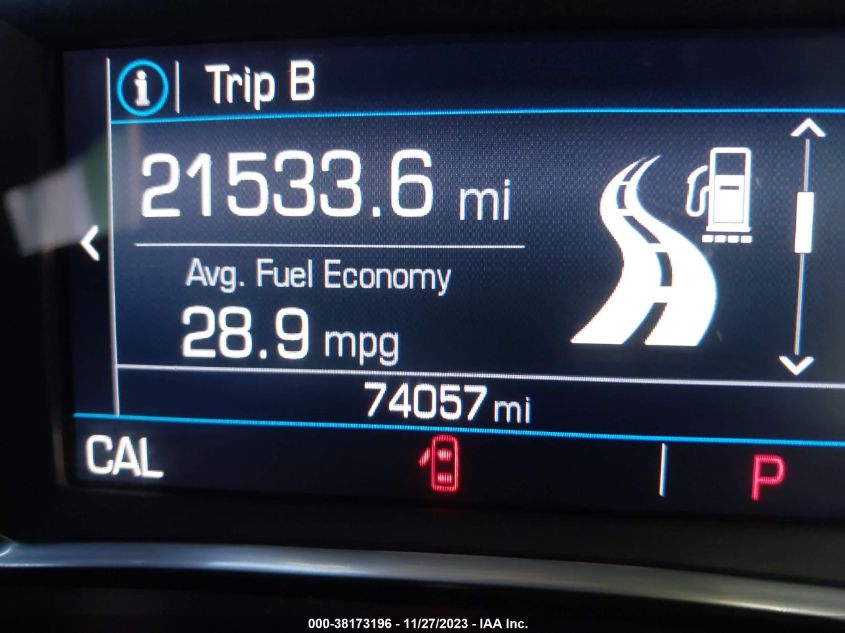 i Trip B
21533.6 mi
Avg. Fuel Economy
28.9 mpg
74057 mi
CAL P
000-38173196 - 11/27/2023 - IAA Inc.